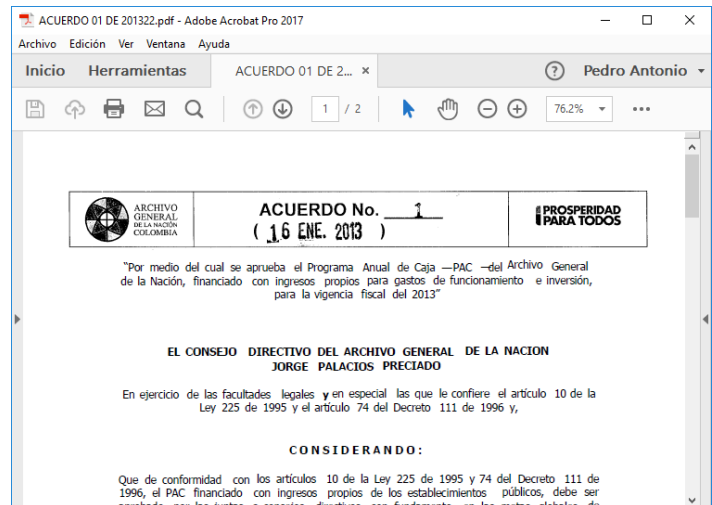 ACUERDO 01 DE 201322.pdf - Adobe Acrobat Pro 2017
Archivo Edición Ver Ventana Ayuda
Inicio Herramientas ACUERDO 01 DE 2... × ? Pedro Antonio
1 / 2 76.2%
ARCHIVO
GENERAL
DE LA NACIÓN
COLOMBIA
ACUERDO No. 1
( 16 ENE. 2013 )
PROSPERIDAD
PARA TODOS
"Por medio del cual se aprueba el Programa Anual de Caja —PAC —del Archivo General
de la Nación, financiado con ingresos propios para gastos de funcionamiento e inversión,
para la vigencia fiscal del 2013"
EL CONSEJO DIRECTIVO DEL ARCHIVO GENERAL DE LA NACION
JORGE PALACIOS PRECIADO
En ejercicio de las facultades legales y en especial las que le confiere el artículo 10 de la
Ley 225 de 1995 y el artículo 74 del Decreto 111 de 1996 y,
CONSIDERANDO:
Que de conformidad con los artículos 10 de la Ley 225 de 1995 y 74 del Decreto 111 de
1996, el PAC financiado con ingresos propios de los establecimientos públicos, debe ser